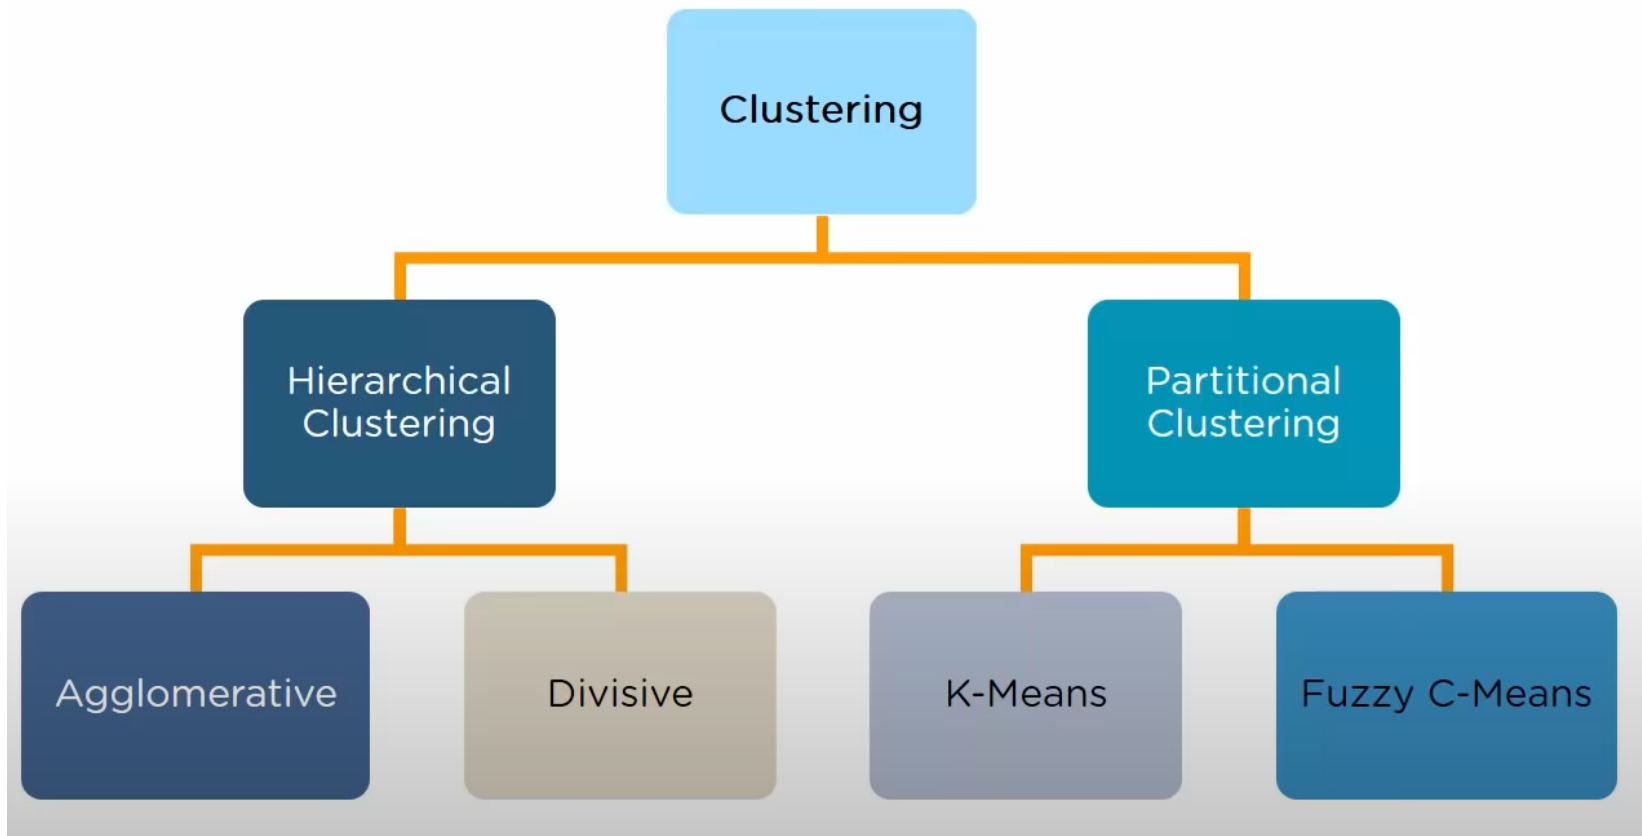 Clustering
Hierarchical
Clustering
Partitional
Clustering
Agglomerative
Divisive
K-Means
Fuzzy C-Means